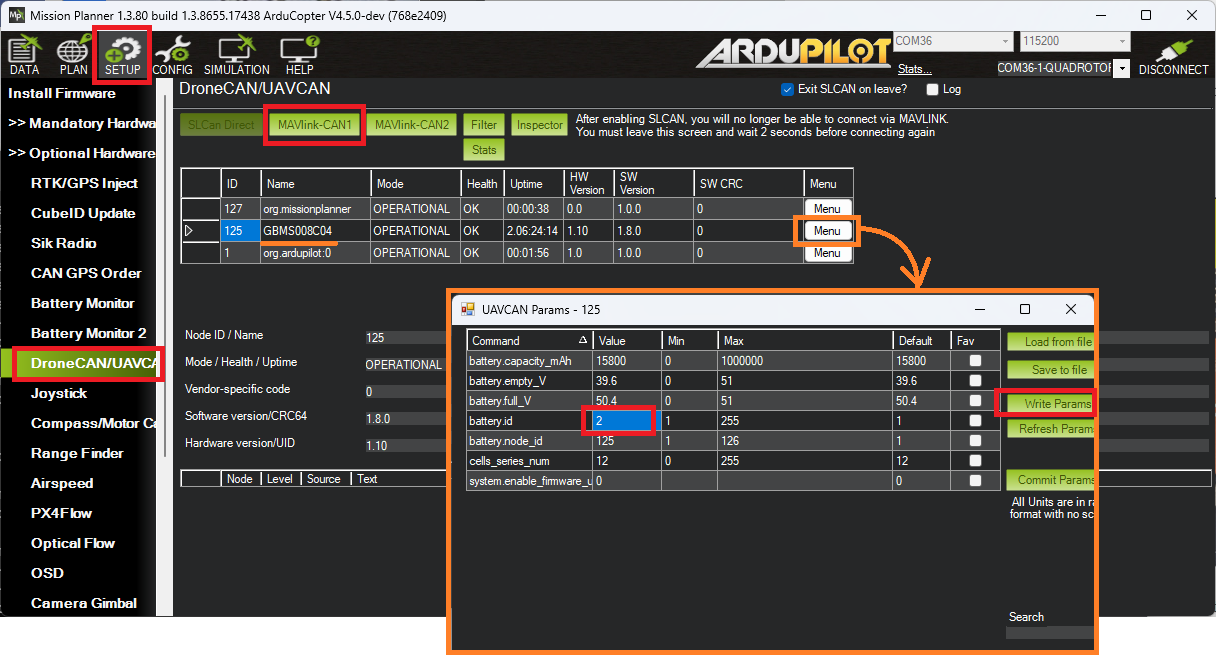 Mission Planner 1.3.80 build 1.3.8655.17438 ArduCopter V4.5.0-dev (768e2409)
DATA PLAN SETUP CONFIG SIMULATION HELP
ARDUPILOT
COM36 115200
Stats... COM36-1-QUADROTOR
DISCONNECT
Install Firmware
>> Mandatory Hardwa
>> Optional Hardware
RTK/GPS Inject
CubeID Update
Sik Radio
CAN GPS Order
Battery Monitor
Battery Monitor 2
DroneCAN/UAVCA
Joystick
Compass/Motor Ca
Range Finder
Airspeed
PX4Flow
Optical Flow
OSD
Camera Gimbal
DroneCAN/UAVCAN
Exit SLCAN on leave? Log
SLCan Direct MAVlink-CAN1 MAVlink-CAN2 Filter Inspector
Stats
After enabling SLCAN, you will no longer be able to connect via MAVLINK.
You must leave this screen and wait 2 seconds before connecting again
ID Name Mode Health Uptime HW Version SW Version SW CRC Menu
127 org.missionplanner OPERATIONAL OK 00:00:38 0.0 1.0.0 0 Menu
125 GBMS008C04 OPERATIONAL OK 2.06:24:14 1.10 1.8.0 0 Menu
1 org.ardupilot:0 OPERATIONAL OK 00:01:56 1.0 1.0.0 0 Menu
Node ID / Name 125
Mode / Health / Uptime OPERATIONAL
Vendor-specific code 0
Software version/CRC64 1.8.0
Hardware version/UID 1.10
Node Level Source Text
UAVCAN Params - 125
Command Value Min Max Default Fav
battery.capacity_mAh 15800 0 1000000 15800
battery.empty_V 39.6 0 51 39.6
battery.full_V 50.4 0 51 50.4
battery.id 2 1 255 1
battery.node_id 125 1 126 1
cells_series_num 12 0 255 12
system.enable_firmware_u 0 0
Load from file
Save to file
Write Params
Refresh Param
Commit Params
All Units are in ra
format with no sc
Search